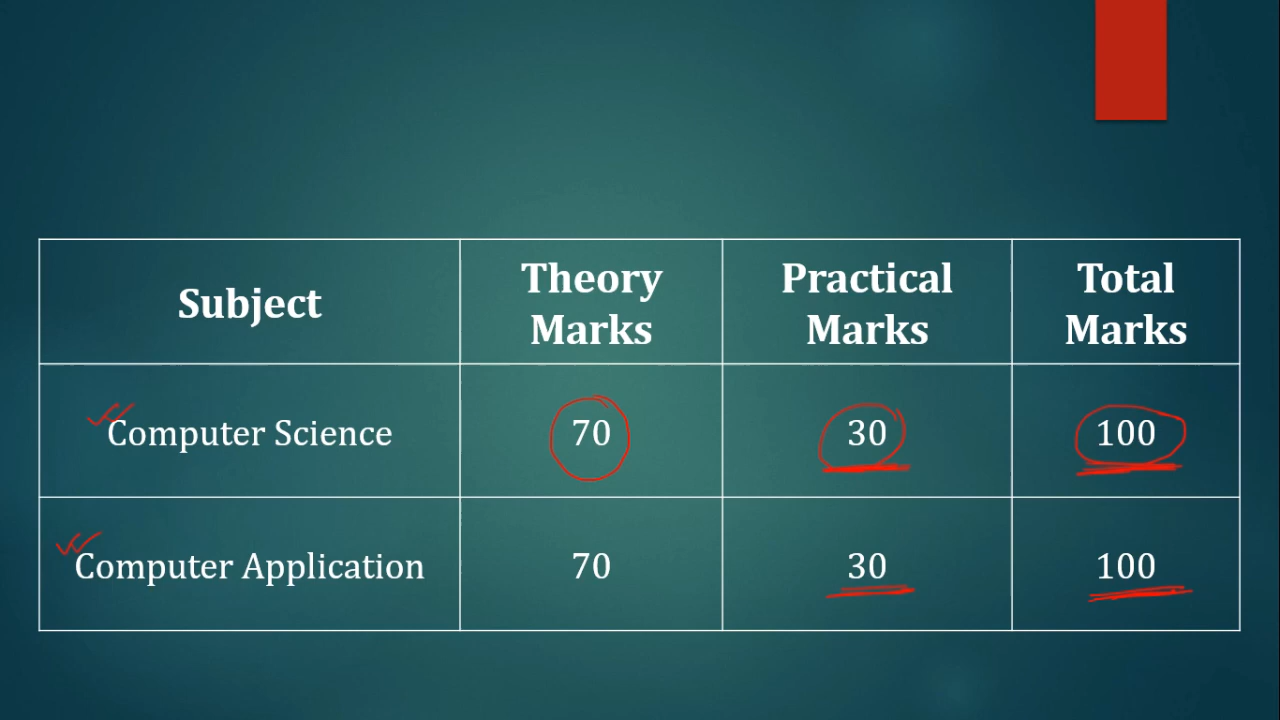 Subject
Theory
Marks
Practical
Marks
Total
Marks
Computer Science
70
30
100
Computer Application
70
30
100